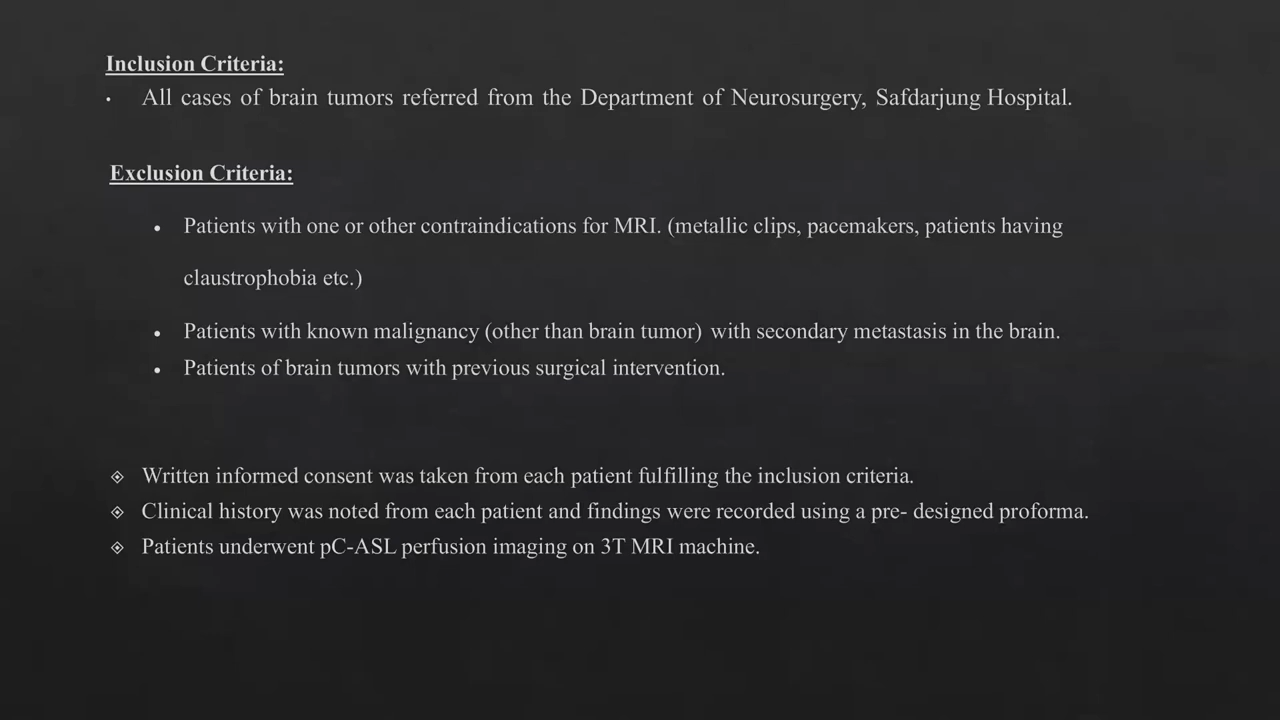 Inclusion Criteria:
• All cases of brain tumors referred from the Department of Neurosurgery, Safdarjung Hospital.
Exclusion Criteria:
• Patients with one or other contraindications for MRI. (metallic clips, pacemakers, patients having
claustrophobia etc.)
• Patients with known malignancy (other than brain tumor) with secondary metastasis in the brain.
• Patients of brain tumors with previous surgical intervention.
◈ Written informed consent was taken from each patient fulfilling the inclusion criteria.
◈ Clinical history was noted from each patient and findings were recorded using a pre- designed proforma.
◈ Patients underwent pC-ASL perfusion imaging on 3T MRI machine.